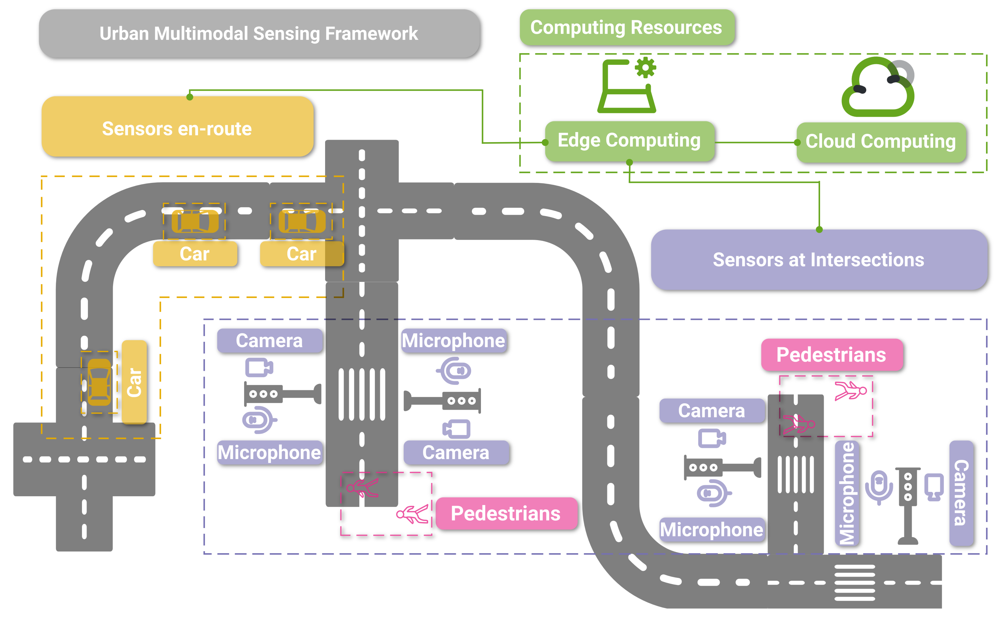 Urban Multimodal Sensing Framework
Computing Resources
Sensors en-route
Edge Computing
Cloud Computing
Car
Car
Sensors at Intersections
Camera
Microphone
Car
Pedestrians
Camera
Microphone
Camera
Microphone
Camera
Pedestrians
Microphone